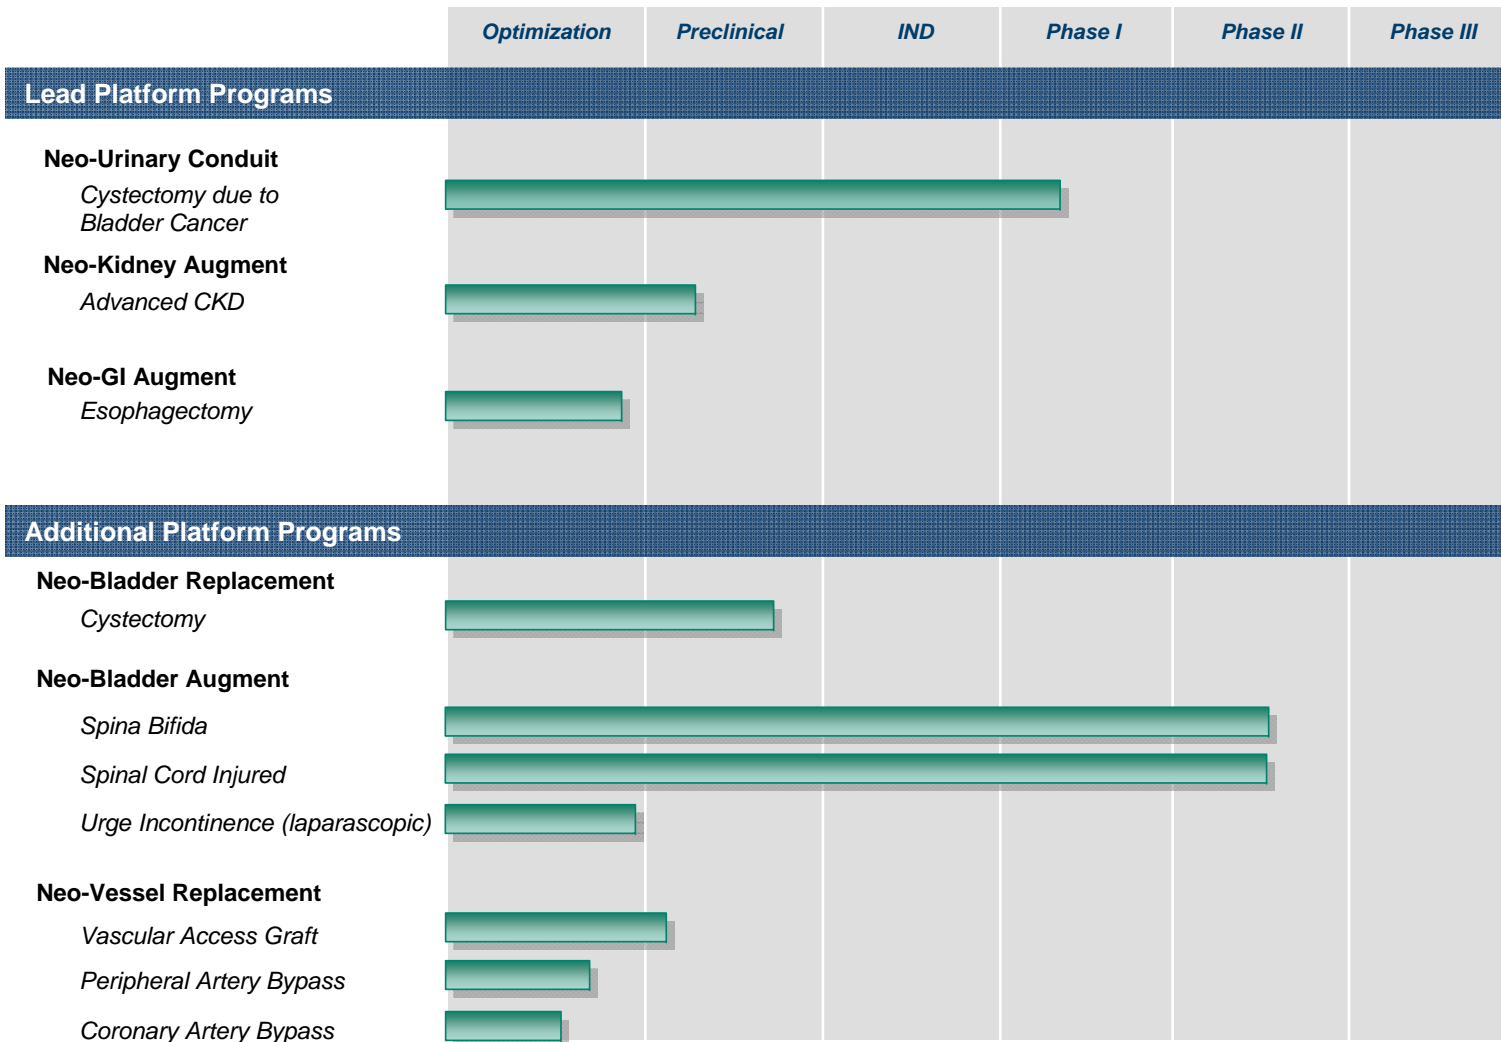 Optimization Preclinical IND Phase I Phase II Phase III
Lead Platform Programs
Neo-Urinary Conduit
Cystectomy due to
Bladder Cancer
Neo-Kidney Augment
Advanced CKD
Neo-GI Augment
Esophagectomy
Additional Platform Programs
Neo-Bladder Replacement
Cystectomy
Neo-Bladder Augment
Spina Bifida
Spinal Cord Injured
Urge Incontinence (laparascopic)
Neo-Vessel Replacement
Vascular Access Graft
Peripheral Artery Bypass
Coronary Artery Bypass